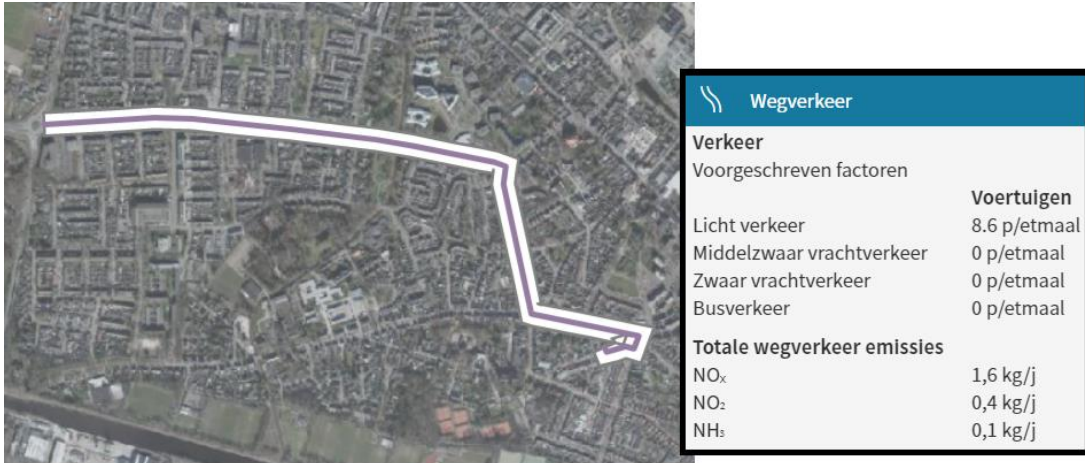 Wegverkeer
Verkeer
Voorgeschreven factoren
Voertuigen
Licht verkeer 8.6 p/etmaal
Middelzwaar vrachtverkeer 0 p/etmaal
Zwaar vrachtverkeer 0 p/etmaal
Busverkeer 0 p/etmaal
Totale wegverkeer emissies
NOₓ 1,6 kg/j
NO₂ 0,4 kg/j
NH₃ 0,1 kg/j